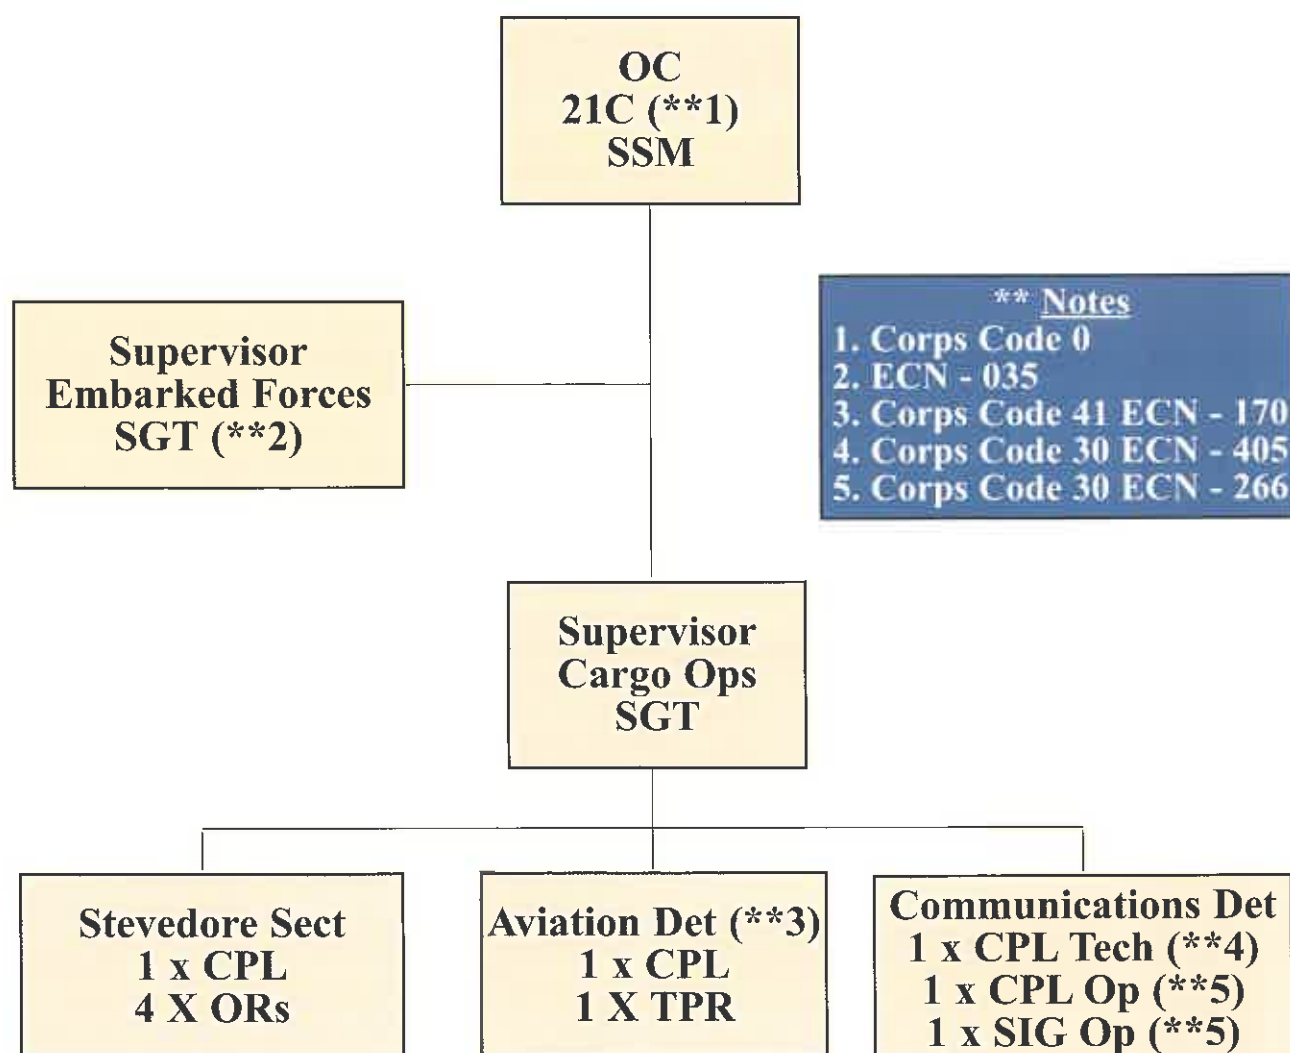 OC
21C (**1)
SSM
Supervisor
Embarked Forces
SGT (**2)
** Notes
1. Corps Code 0
2. ECN - 035
3. Corps Code 41 ECN - 170
4. Corps Code 30 ECN - 405
5. Corps Code 30 ECN - 266
Supervisor
Cargo Ops
SGT
Stevedore Sect
1 x CPL
4 X ORs
Aviation Det (**3)
1 x CPL
1 X TPR
Communications Det
1 x CPL Tech (**4)
1 x CPL Op (**5)
1 x SIG Op (**5)